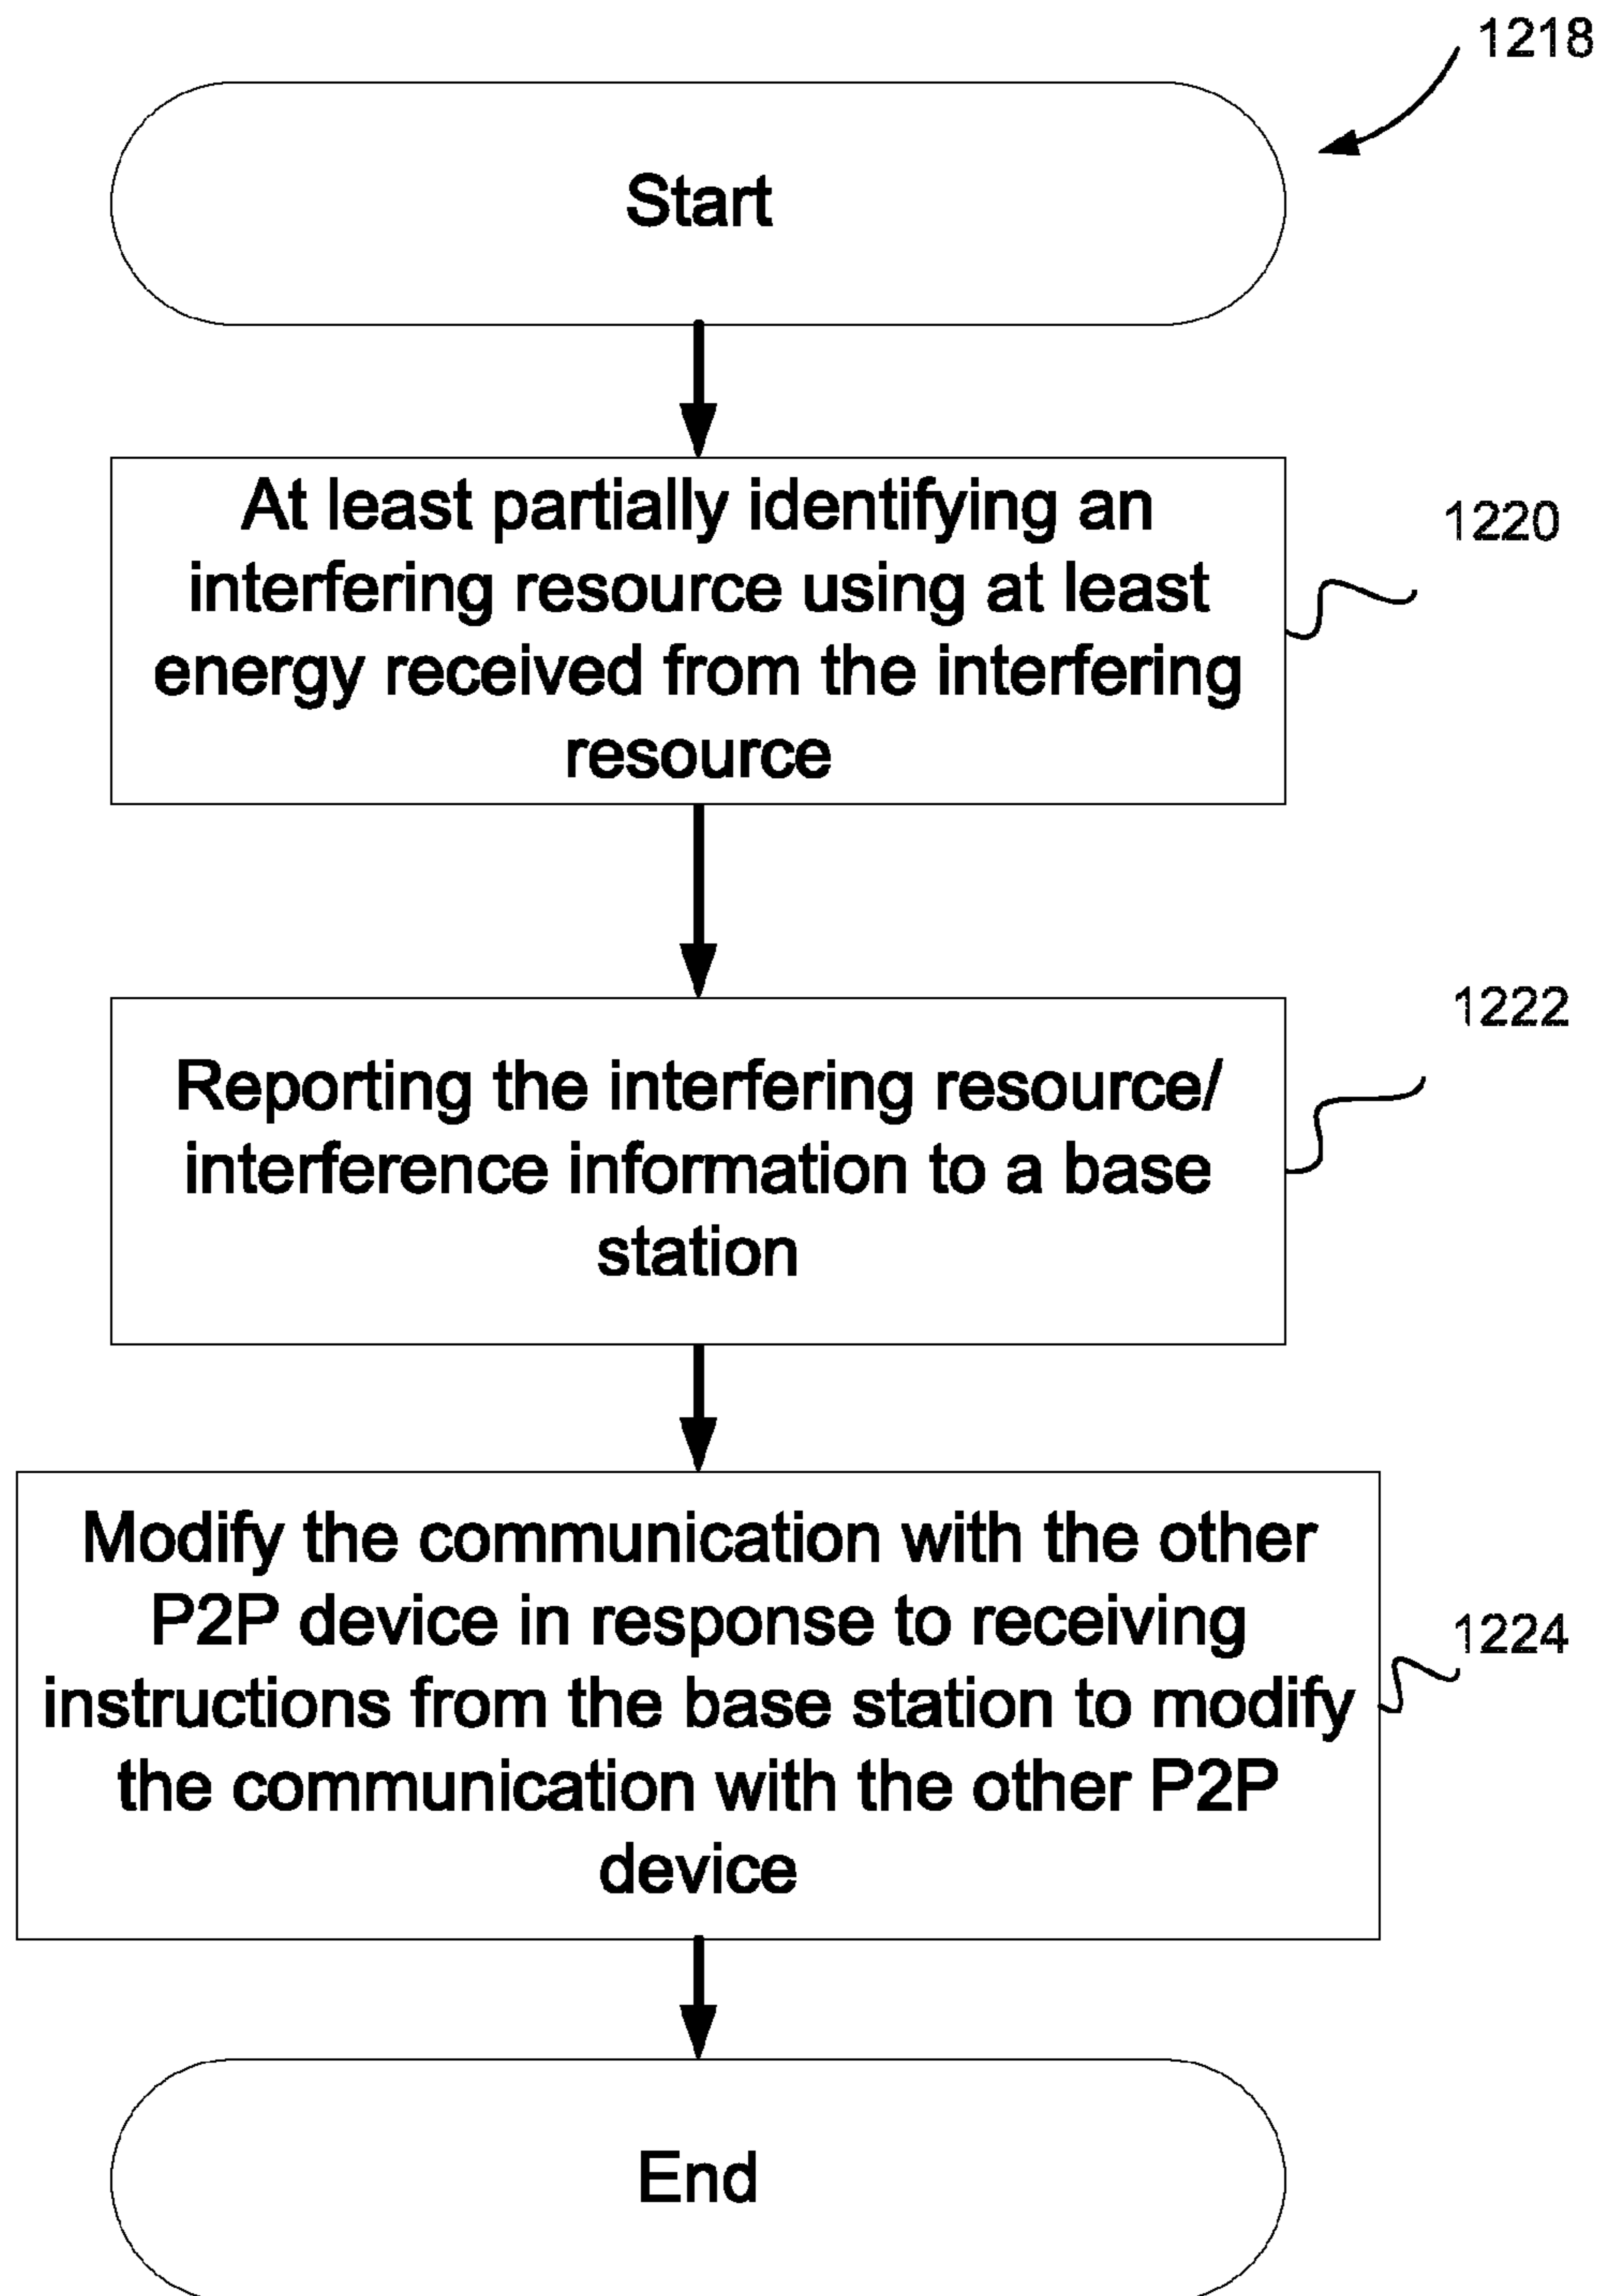 1218
Start
At least partially identifying an
interfering resource using at least
energy received from the interfering
resource
1220
Reporting the interfering resource/
interference information to a base
station
1222
Modify the communication with the other
P2P device in response to receiving
instructions from the base station to modify
the communication with the other P2P
device
1224
End